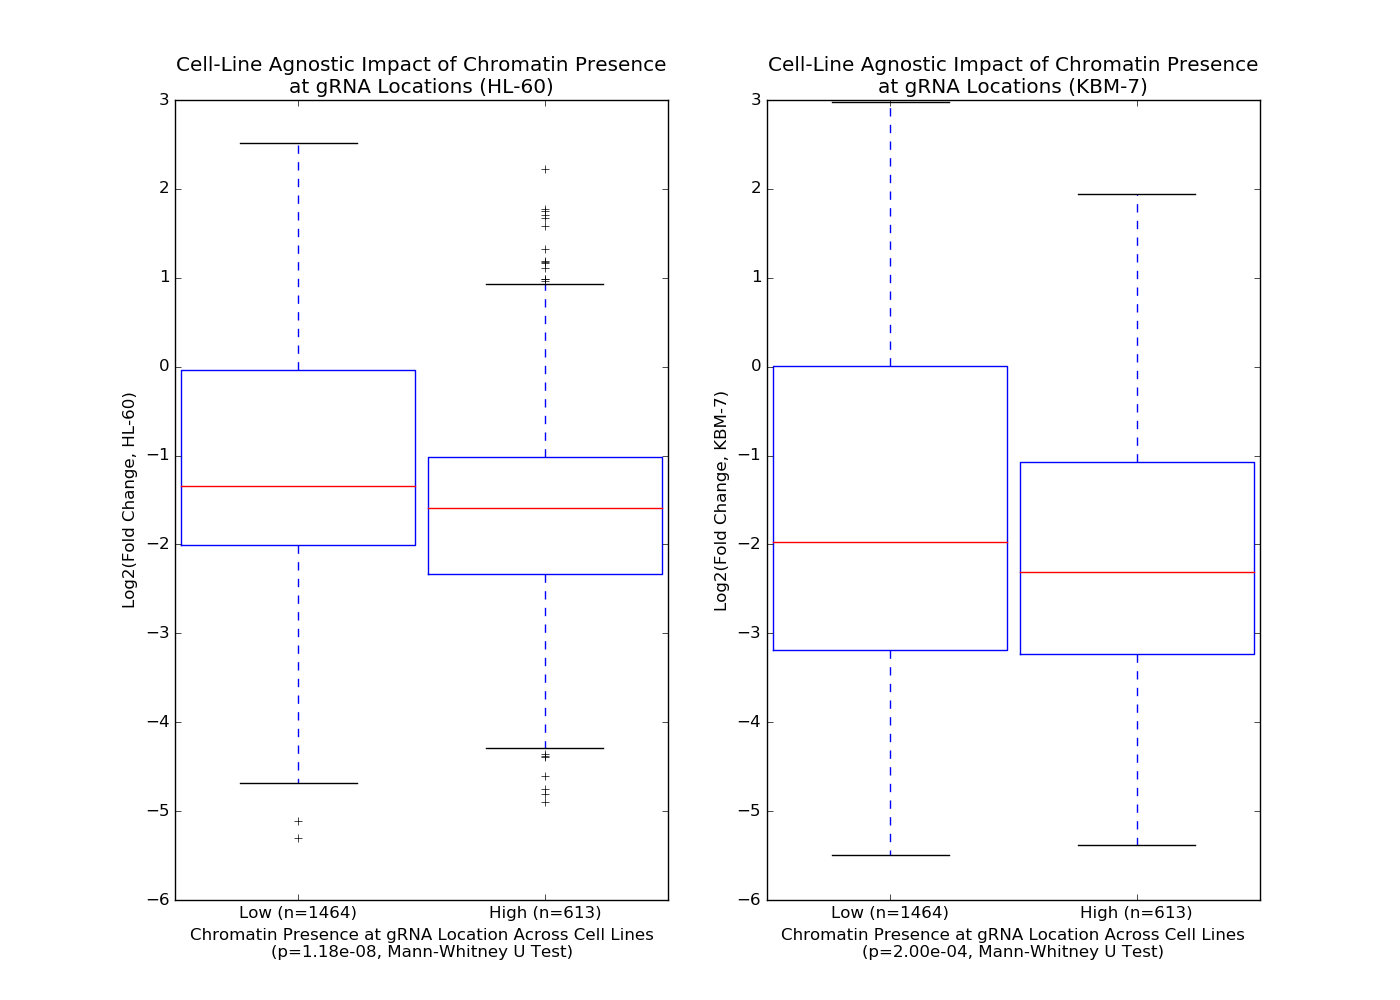 Cell-Line Agnostic Impact of Chromatin Presence
at gRNA Locations (HL-60)
3
2
1
0
−1
−2
−3
−4
−5
−6
Log2(Fold Change, HL-60)
Low (n=1464)
High (n=613)
Chromatin Presence at gRNA Location Across Cell Lines
(p=1.18e-08, Mann-Whitney U Test)
Cell-Line Agnostic Impact of Chromatin Presence
at gRNA Locations (KBM-7)
3
2
1
0
−1
−2
−3
−4
−5
−6
Log2(Fold Change, KBM-7)
Low (n=1464)
High (n=613)
Chromatin Presence at gRNA Location Across Cell Lines
(p=2.00e-04, Mann-Whitney U Test)